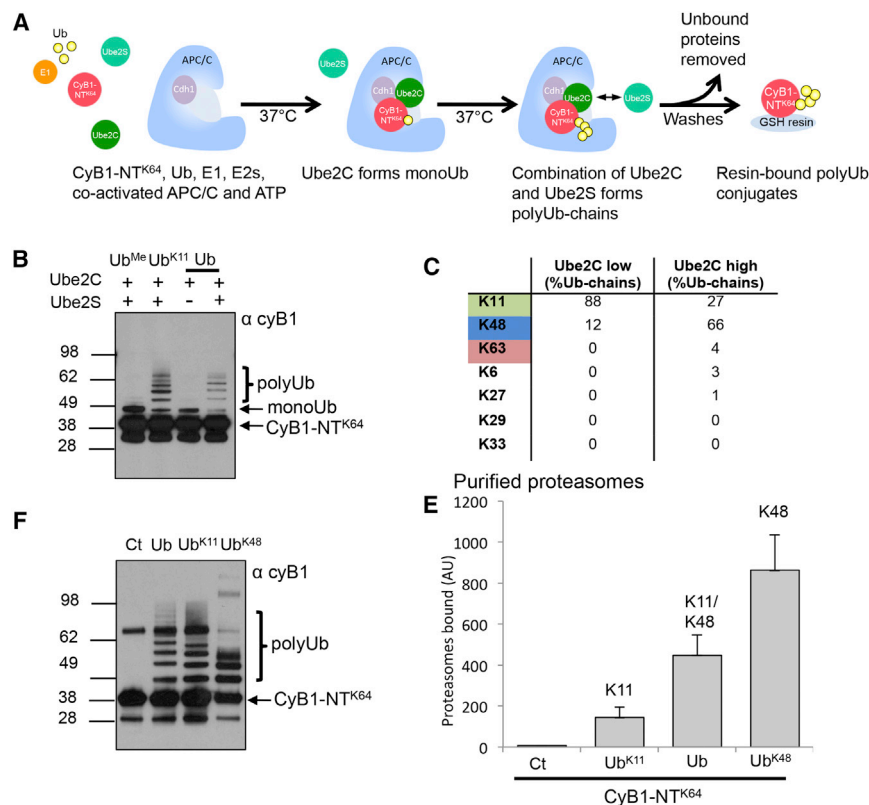 A
Ub
E1
Ube2S
CyB1-
NT^K64
Ube2C
APC/C
Cdh1
37°C
Ube2S
APC/C
Cdh1
Ube2C
CyB1-
NT^K64
37°C
APC/C
Cdh1
Ube2C
CyB1-
NT^K64
Ube2S
Unbound
proteins
removed
Washes
CyB1-
NT^K64
GSH resin
CyB1-NT^K64, Ub, E1, E2s,
co-activated APC/C and ATP
Ube2C forms monoUb
Combination of Ube2C
and Ube2S forms
polyUb-chains
Resin-bound polyUb
conjugates
B
Ub^Me Ub^K11 Ub
Ube2C + + + +
Ube2S + + - +
α cyB1
98
62
49
38
28
polyUb
monoUb
CyB1-NT^K64
C
Ube2C low (%Ub-chains) Ube2C high (%Ub-chains)
K11 88 27
K48 12 66
K63 0 4
K6 0 3
K27 0 1
K29 0 0
K33 0 0
F
Ct Ub Ub^K11 Ub^K48
α cyB1
98
62
49
38
28
polyUb
CyB1-NT^K64
Purified proteasomes
E
Proteasomes bound (AU)
1200
1000
800
600
400
200
0
K11
K11/
K48
K48
Ct Ub^K11 Ub Ub^K48
CyB1-NT^K64